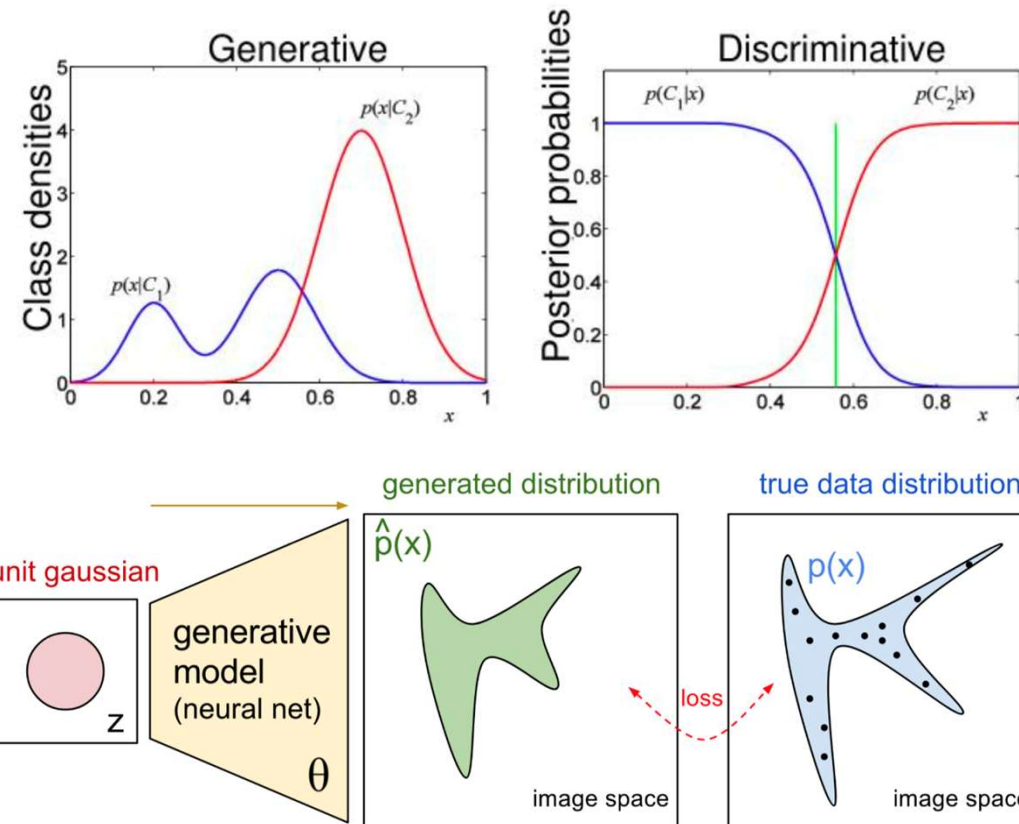 Generative
Class densities
5
4
3
2
1
0
p(x|C₁)
p(x|C₂)
0 0.2 0.4 0.6 0.8 1
x
Discriminative
Posterior probabilities
1
0.8
0.6
0.4
0.2
0
p(C₁|x)
p(C₂|x)
0 0.2 0.4 0.6 0.8 1
x
unit gaussian
z
generative
model
(neural net)
θ
generated distribution
p̂(x)
image space
loss
true data distribution
p(x)
image space